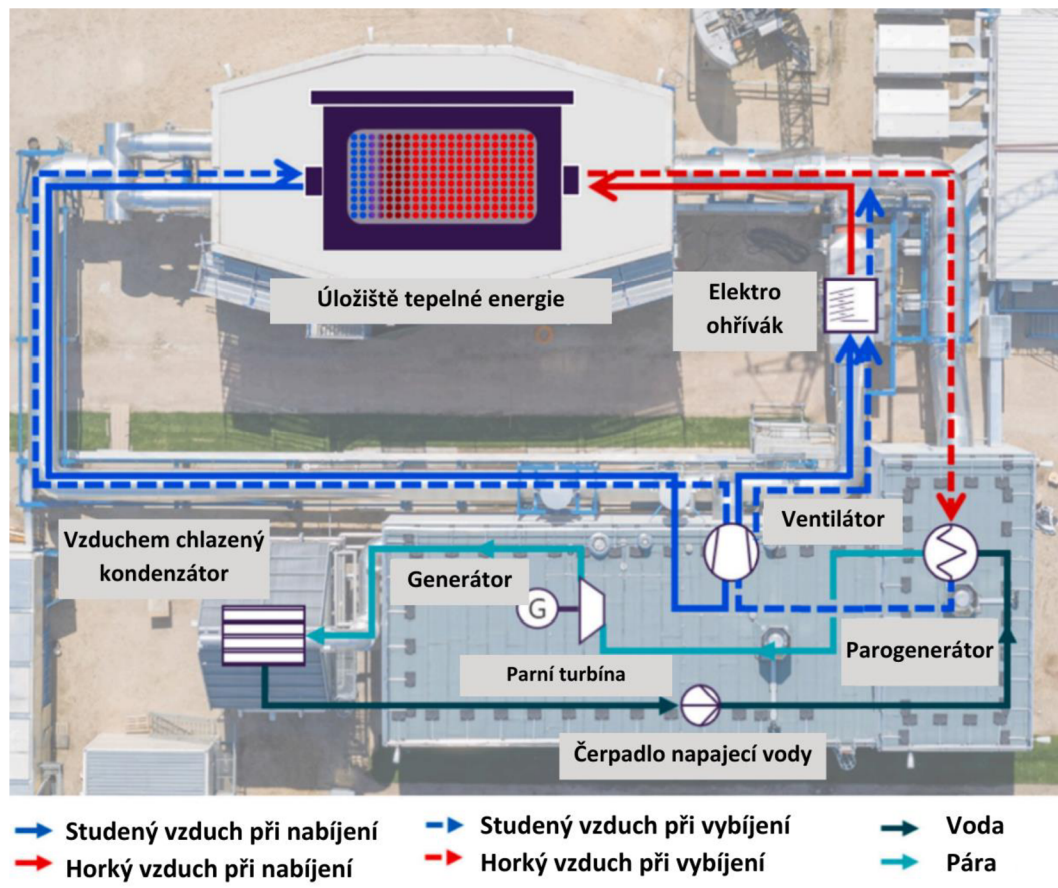 Úložiště tepelné energie
Elektro
ohřívák
Vzduchem chlazený
kondenzátor
Generátor
Ventilátor
G
Parní turbína
Parogenerátor
Čerpadlo napajecí vody
Studený vzduch při nabíjení
Studený vzduch při vybíjení
Voda
Horký vzduch při nabíjení
Horký vzduch při vybíjení
Pára